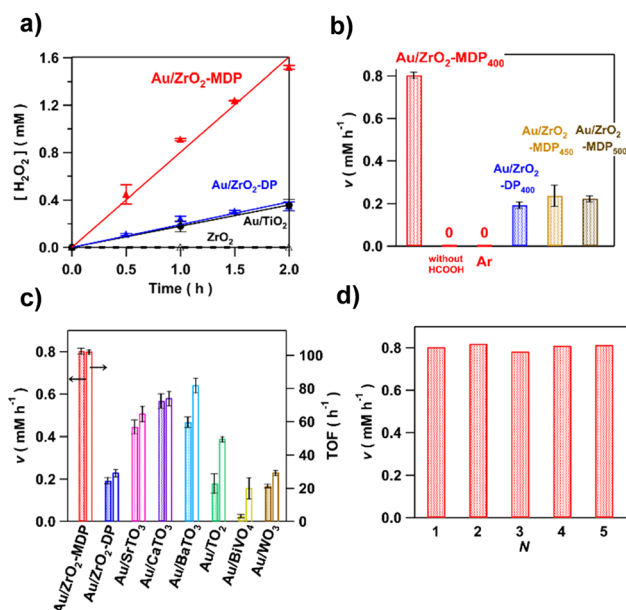 a)
1.6
1.2
0.8
0.4
0.0
[H₂O₂] (mM)
Au/ZrO₂-MDP
Au/ZrO₂-DP
Au/TiO₂
ZrO₂
0.0 0.5 1.0 1.5 2.0
Time ( h )
b)
0.8
0.6
0.4
0.2
0.0
v (mM h⁻¹)
Au/ZrO₂-MDP₄₀₀
0 0
without
HCOOH
Ar
Au/ZrO₂
-DP₄₀₀
Au/ZrO₂
-MDP₄₅₀
Au/ZrO₂
-MDP₅₀₀
c)
0.8
0.6
0.4
0.2
0.0
v (mM h⁻¹)
100
80
60
40
20
0
TOF (h⁻¹)
Au/ZrO₂-MDP
Au/ZrO₂-DP
Au/SrTO₃
Au/CaTO₃
Au/BaTO₃
Au/TO₂
Au/BiVO₄
Au/WO₃
d)
0.8
0.6
0.4
0.2
0.0
v (mM h⁻¹)
1 2 3 4 5
N